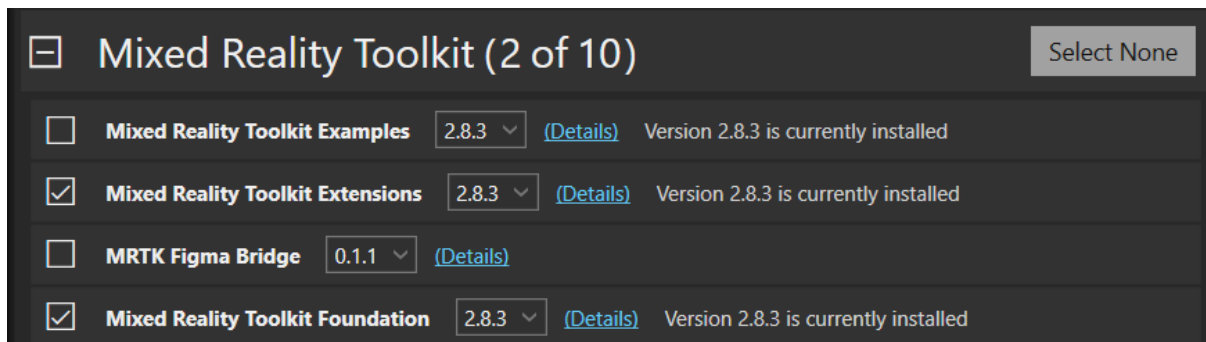 Mixed Reality Toolkit (2 of 10) Select None
Mixed Reality Toolkit Examples 2.8.3 (Details) Version 2.8.3 is currently installed
Mixed Reality Toolkit Extensions 2.8.3 (Details) Version 2.8.3 is currently installed
MRTK Figma Bridge 0.1.1 (Details)
Mixed Reality Toolkit Foundation 2.8.3 (Details) Version 2.8.3 is currently installed